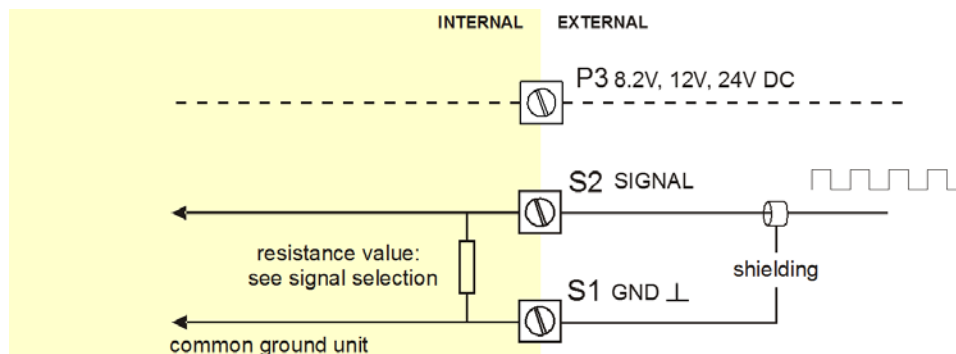 INTERNAL EXTERNAL
P3 8.2V, 12V, 24V DC
S2 SIGNAL
resistance value:
see signal selection
shielding
S1 GND ⊥
common ground unit